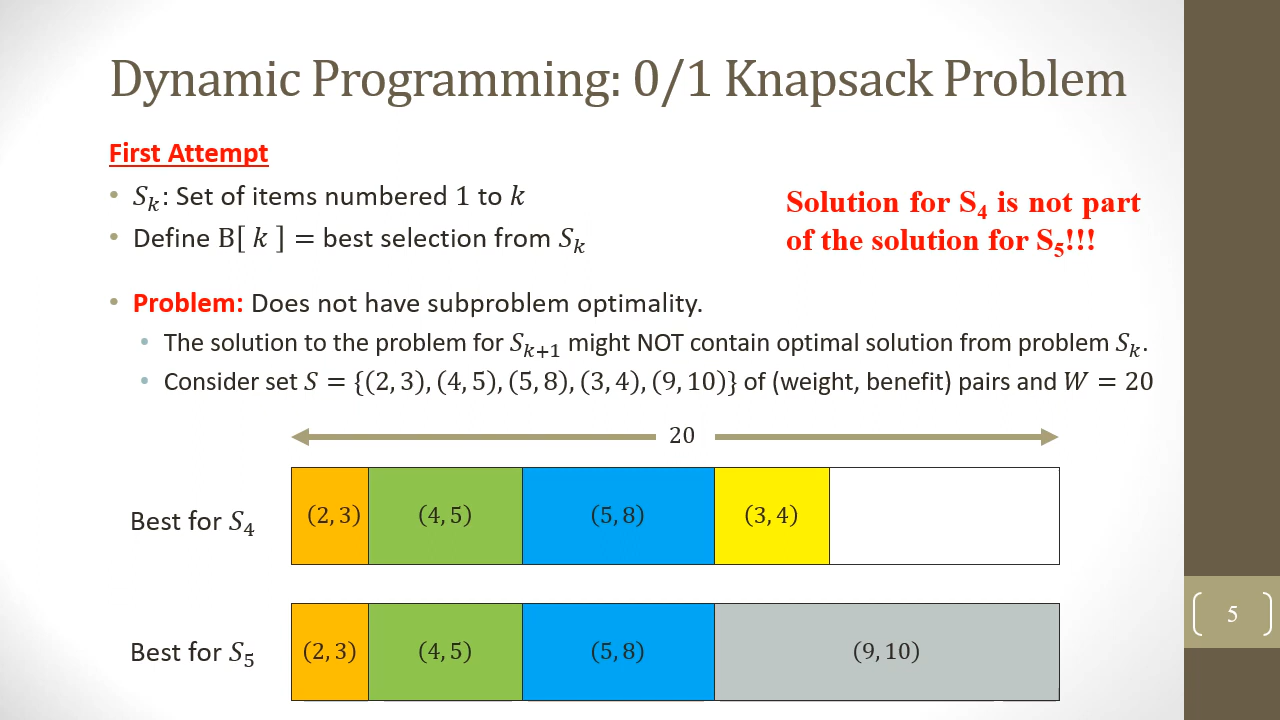 Dynamic Programming: 0/1 Knapsack Problem
First Attempt
• S_k: Set of items numbered 1 to k
• Define B[ k ] = best selection from S_k
Solution for S_4 is not part
of the solution for S_5!!!
• Problem: Does not have subproblem optimality.
• The solution to the problem for S_{k+1} might NOT contain optimal solution from problem S_k.
• Consider set S = {(2, 3), (4, 5), (5, 8), (3, 4), (9, 10)} of (weight, benefit) pairs and W = 20
20
Best for S_4
(2, 3) (4, 5) (5, 8) (3, 4)
Best for S_5
(2, 3) (4, 5) (5, 8) (9, 10)
5